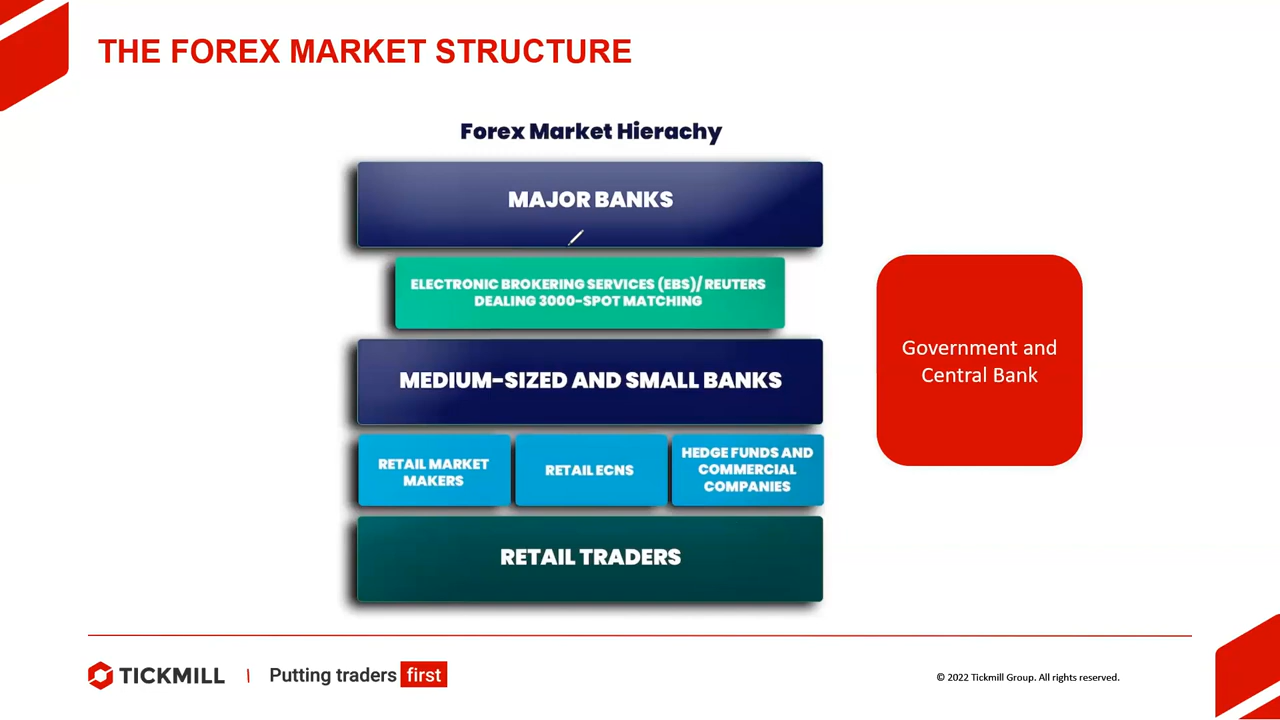 THE FOREX MARKET STRUCTURE
Forex Market Hierachy
MAJOR BANKS
ELECTRONIC BROKERING SERVICES (EBS)/ REUTERS
DEALING 3000-SPOT MATCHING
MEDIUM-SIZED AND SMALL BANKS
RETAIL MARKET
MAKERS
RETAIL ECNS
HEDGE FUNDS AND
COMMERCIAL
COMPANIES
RETAIL TRADERS
Government and
Central Bank
TICKMILL | Putting traders first
© 2022 Tickmill Group. All rights reserved.